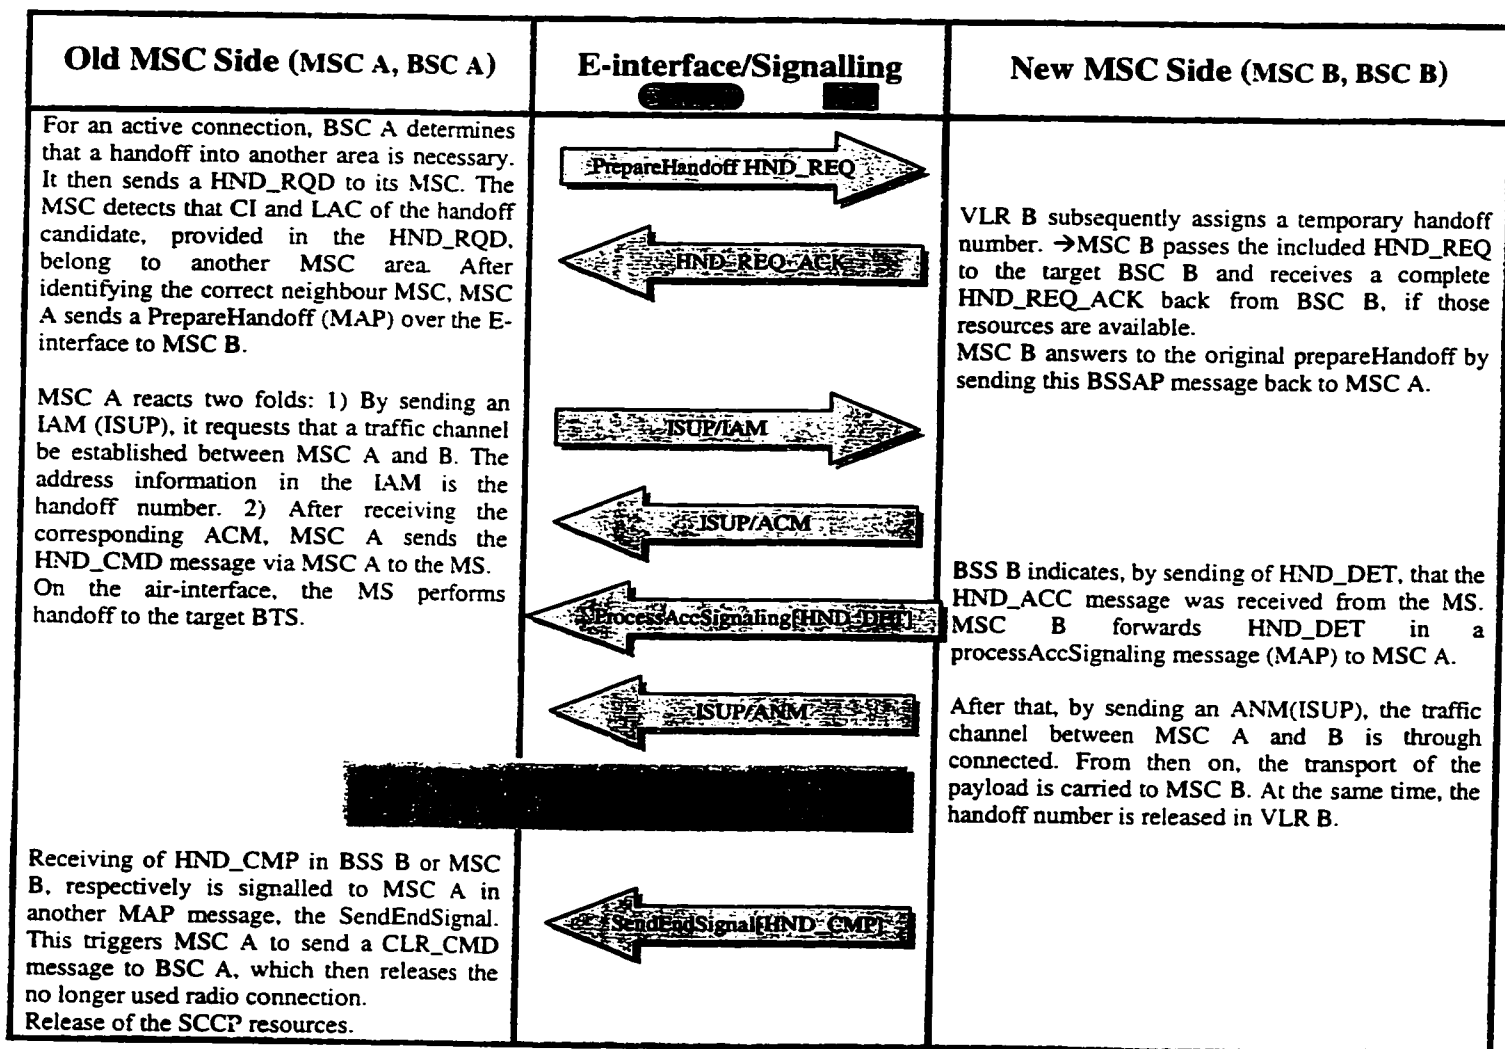 Old MSC Side (MSC A, BSC A)
E-interface/Signalling
New MSC Side (MSC B, BSC B)
For an active connection, BSC A determines
that a handoff into another area is necessary.
It then sends a HND_RQD to its MSC. The
MSC detects that CI and LAC of the handoff
candidate, provided in the HND_RQD,
belong to another MSC area. After
identifying the correct neighbour MSC, MSC
A sends a PrepareHandoff (MAP) over the E-
interface to MSC B.
MSC A reacts two folds: 1) By sending an
IAM (ISUP), it requests that a traffic channel
be established between MSC A and B. The
address information in the IAM is the
handoff number. 2) After receiving the
corresponding ACM, MSC A sends the
HND_CMD message via MSC A to the MS.
On the air-interface, the MS performs
handoff to the target BTS.
Receiving of HND_CMP in BSS B or MSC
B, respectively is signalled to MSC A in
another MAP message, the SendEndSignal.
This triggers MSC A to send a CLR_CMD
message to BSC A, which then releases the
no longer used radio connection.
Release of the SCCP resources.
PrepareHandoff HND_REQ
HND_REQ_ACK
ISUP/IAM
ISUP/ACM
ProcessAccSignaling[HND_DET]
ISUP/ANM
SendEndSignal[HND_CMP]
VLR B subsequently assigns a temporary handoff
number. →MSC B passes the included HND_REQ
to the target BSC B and receives a complete
HND_REQ_ACK back from BSC B, if those
resources are available.
MSC B answers to the original prepareHandoff by
sending this BSSAP message back to MSC A.
BSS B indicates, by sending of HND_DET, that the
HND_ACC message was received from the MS.
MSC B forwards HND_DET in a
processAccSignaling message (MAP) to MSC A.
After that, by sending an ANM(ISUP), the traffic
channel between MSC A and B is through
connected. From then on, the transport of the
payload is carried to MSC B. At the same time, the
handoff number is released in VLR B.